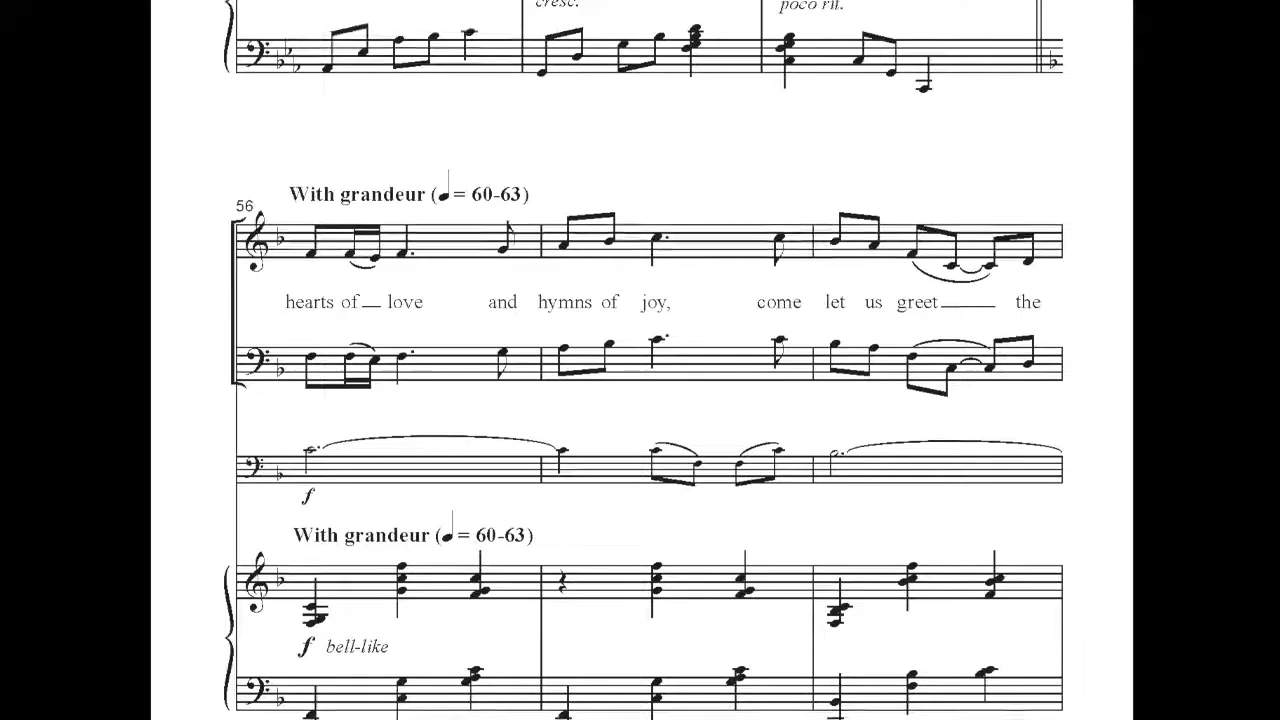 cresc.
poco rit.
With grandeur (♩= 60-63)
56
hearts of love and hymns of joy, come let us greet the
f
With grandeur (♩= 60-63)
f bell-like